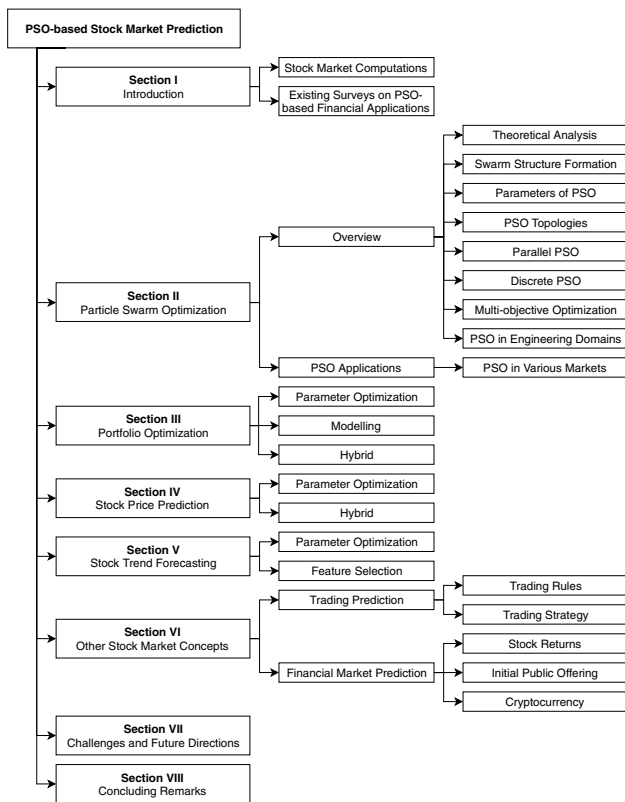 PSO-based Stock Market Prediction
Section I
Introduction
Stock Market Computations
Existing Surveys on PSO-
based Financial Applications
Section II
Particle Swarm Optimization
Overview
Theoretical Analysis
Swarm Structure Formation
Parameters of PSO
PSO Topologies
Parallel PSO
Discrete PSO
Multi-objective Optimization
PSO in Engineering Domains
PSO Applications
PSO in Various Markets
Section III
Portfolio Optimization
Parameter Optimization
Modelling
Hybrid
Section IV
Stock Price Prediction
Parameter Optimization
Hybrid
Section V
Stock Trend Forecasting
Parameter Optimization
Feature Selection
Section VI
Other Stock Market Concepts
Trading Prediction
Trading Rules
Trading Strategy
Financial Market Prediction
Stock Returns
Initial Public Offering
Cryptocurrency
Section VII
Challenges and Future Directions
Section VIII
Concluding Remarks